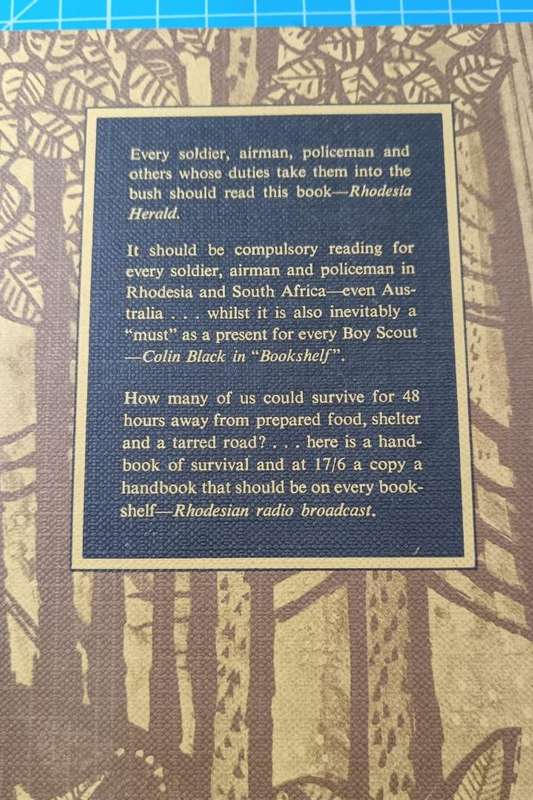 Every soldier, airman, policeman and
others whose duties take them into the
bush should read this book—Rhodesia
Herald.
It should be compulsory reading for
every soldier, airman and policeman in
Rhodesia and South Africa—even Aus-
tralia . . . whilst it is also inevitably a
“must” as a present for every Boy Scout
—Colin Black in “Bookshelf”.
How many of us could survive for 48
hours away from prepared food, shelter
and a tarred road? . . . here is a hand-
book of survival and at 17/6 a copy a
handbook that should be on every book-
shelf—Rhodesian radio broadcast.